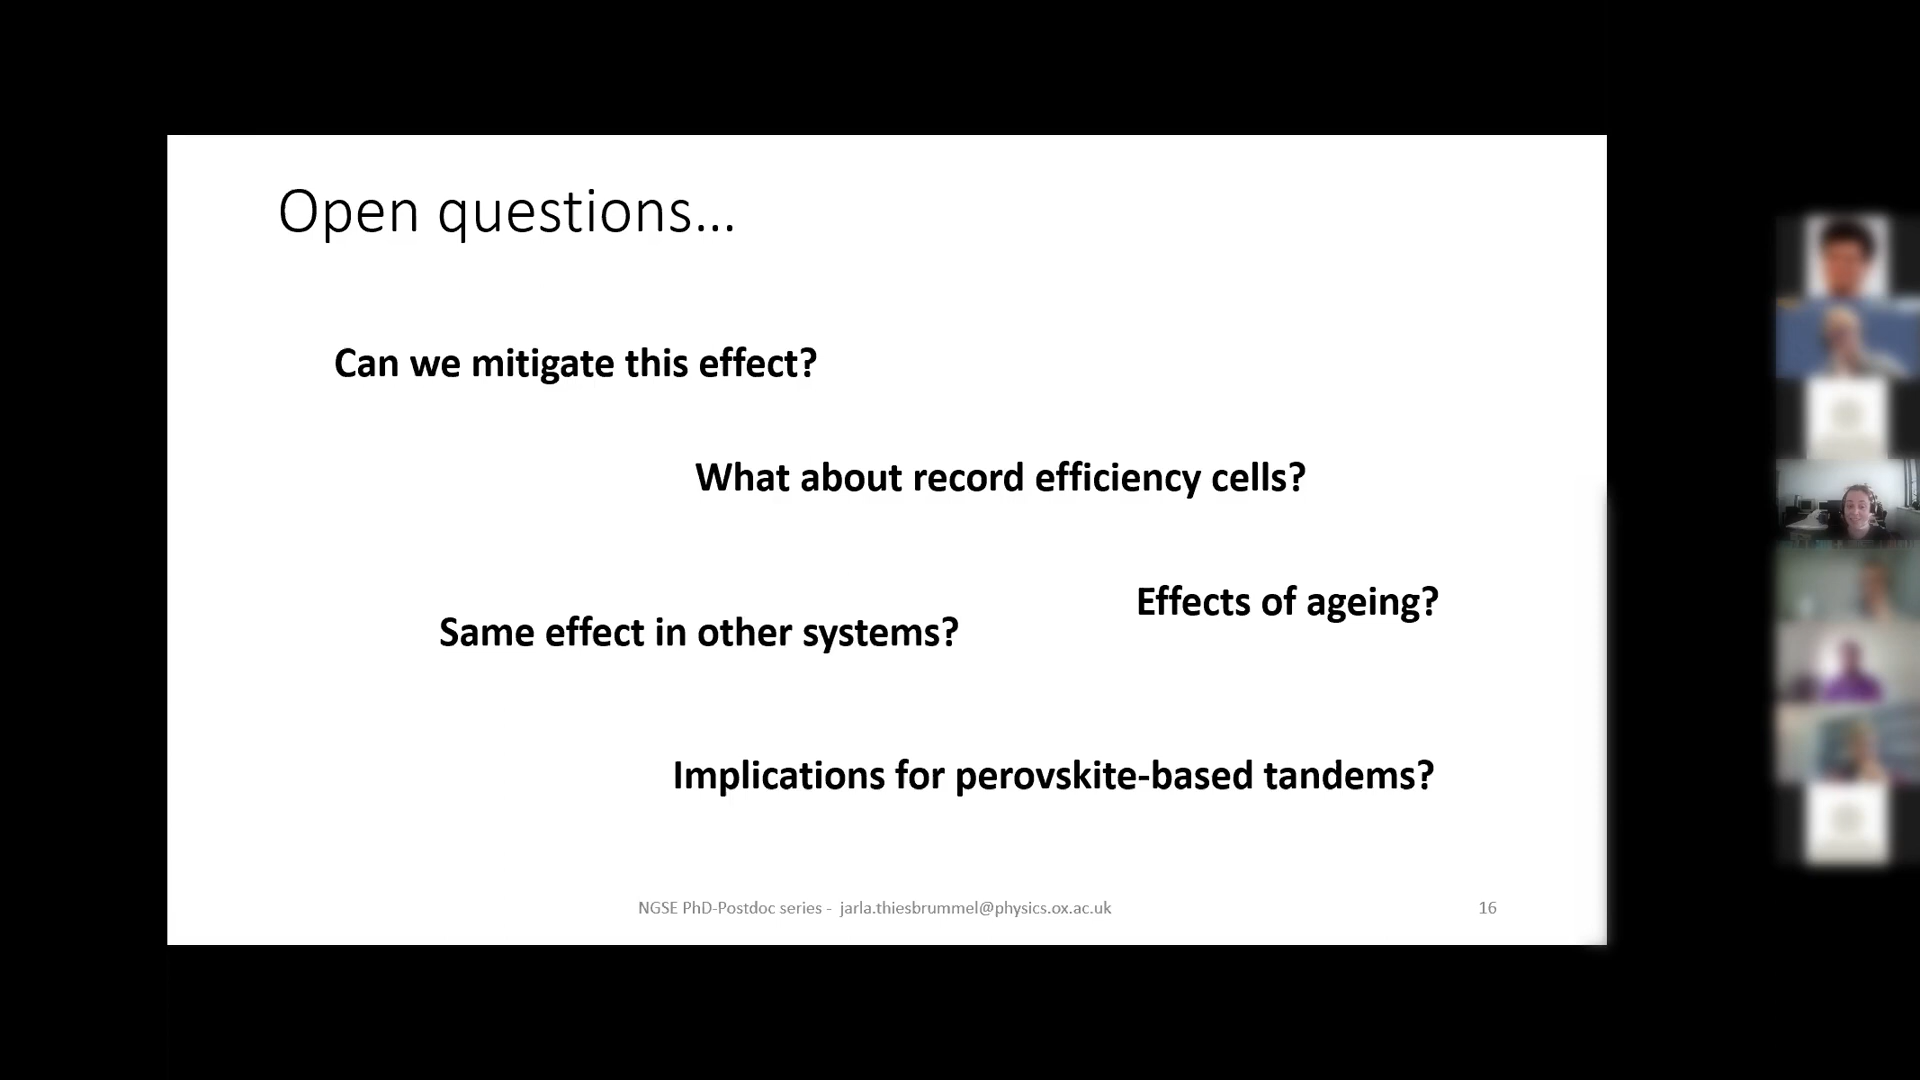 Open questions...
Can we mitigate this effect?
What about record efficiency cells?
Effects of ageing?
Same effect in other systems?
Implications for perovskite-based tandems?
NGSE PhD-Postdoc series - jarla.thiesbrummel@physics.ox.ac.uk
16